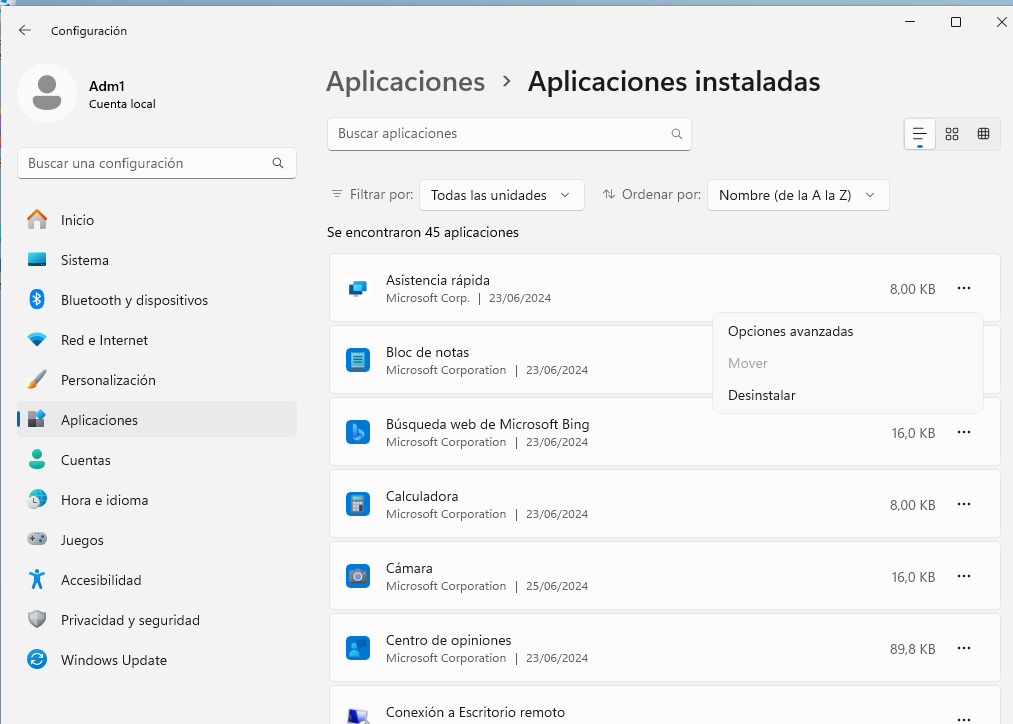 Configuración
Adm1
Cuenta local
Buscar una configuración
Inicio
Sistema
Bluetooth y dispositivos
Red e Internet
Personalización
Aplicaciones
Cuentas
Hora e idioma
Juegos
Accesibilidad
Privacidad y seguridad
Windows Update
Aplicaciones › Aplicaciones instaladas
Buscar aplicaciones
Filtrar por: Todas las unidades Ordenar por: Nombre (de la A la Z)
Se encontraron 45 aplicaciones
Asistencia rápida
Microsoft Corp. | 23/06/2024
8,00 KB
Opciones avanzadas
Mover
Desinstalar
Bloc de notas
Microsoft Corporation | 23/06/2024
Búsqueda web de Microsoft Bing
Microsoft Corporation | 23/06/2024
16,0 KB
Calculadora
Microsoft Corporation | 23/06/2024
8,00 KB
Cámara
Microsoft Corporation | 25/06/2024
16,0 KB
Centro de opiniones
Microsoft Corporation | 23/06/2024
89,8 KB
Conexión a Escritorio remoto